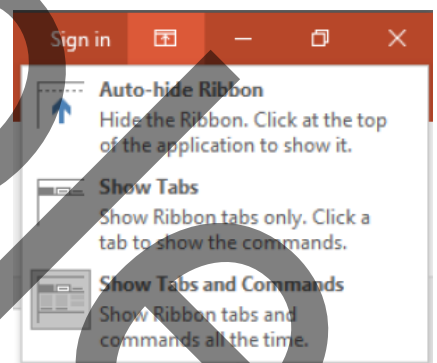 Sign in
Auto-hide Ribbon
Hide the Ribbon. Click at the top
of the application to show it.
Show Tabs
Show Ribbon tabs only. Click a
tab to show the commands.
Show Tabs and Commands
Show Ribbon tabs and
commands all the time.